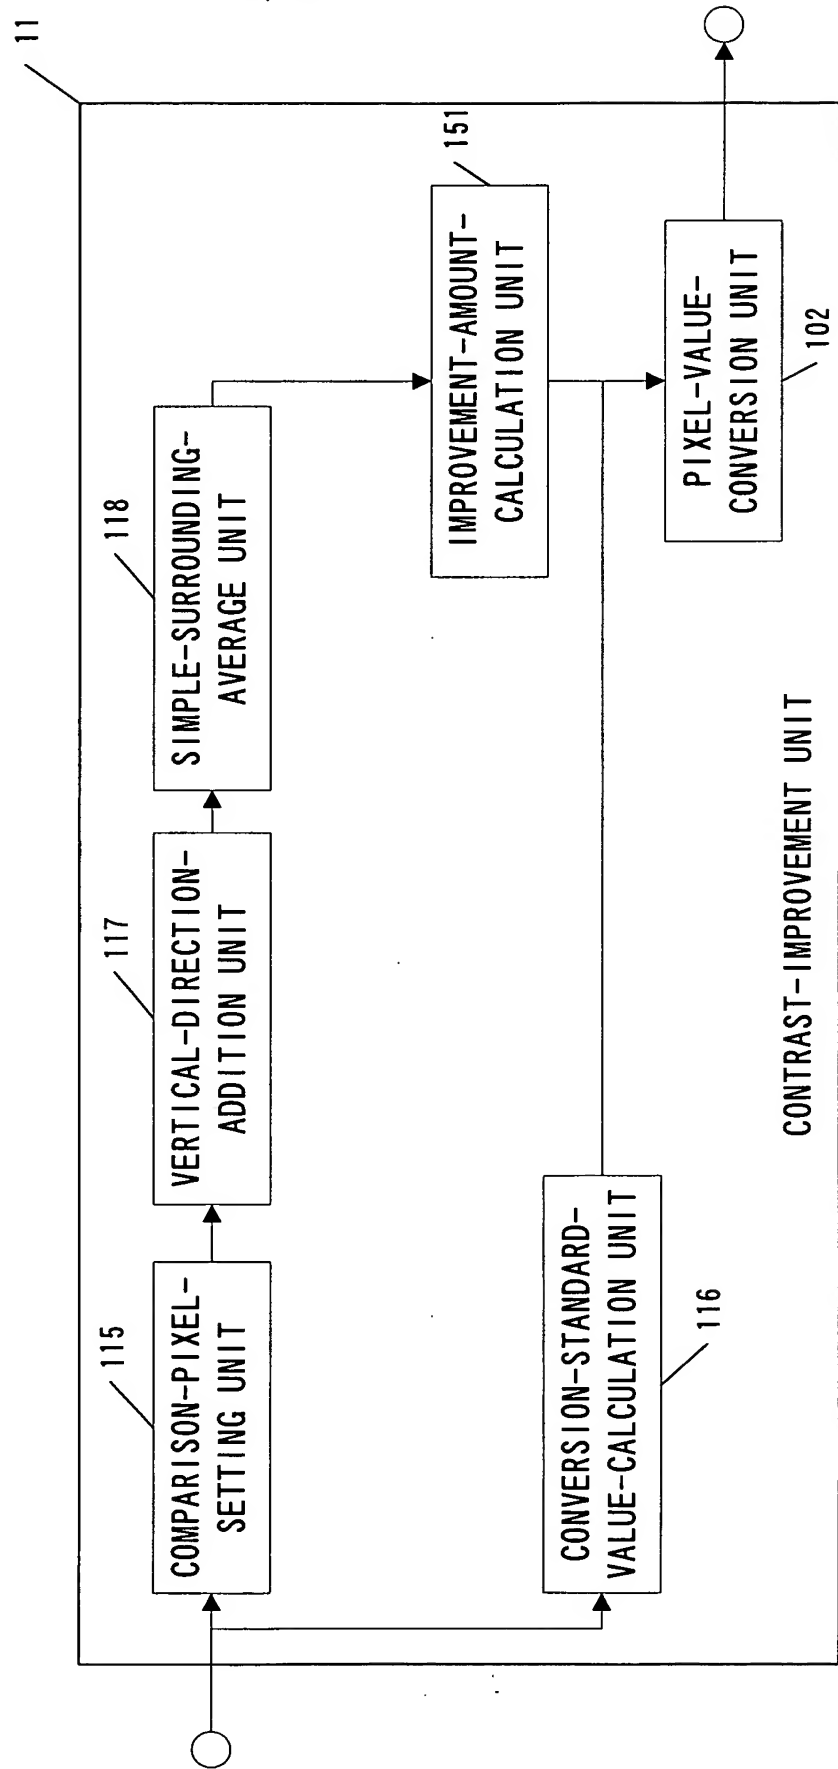 11
115
COMPARISON-PIXEL-
SETTING UNIT
117
VERTICAL-DIRECTION-
ADDITION UNIT
118
SIMPLE-SURROUNDING-
AVERAGE UNIT
151
IMPROVEMENT-AMOUNT-
CALCULATION UNIT
CONVERSION-STANDARD-
VALUE-CALCULATION UNIT
116
PIXEL-VALUE-
CONVERSION UNIT
102
CONTRAST-IMPROVEMENT UNIT